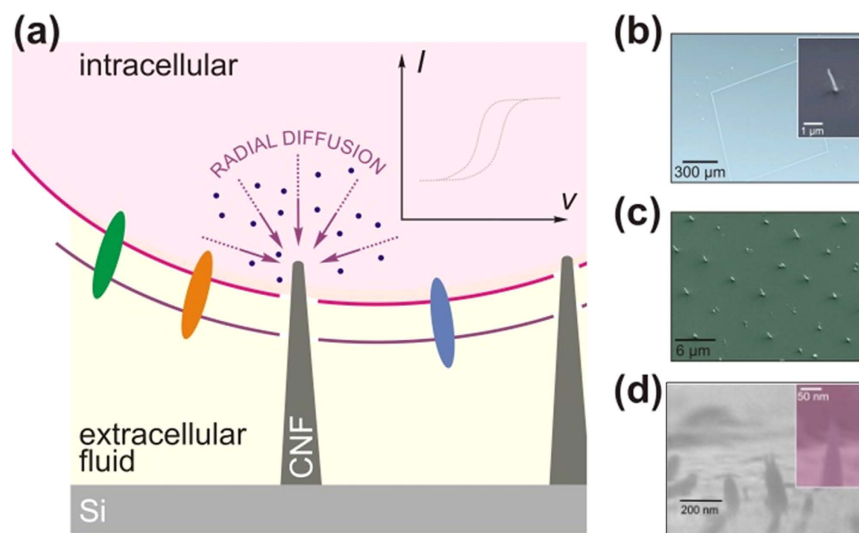 (a)
intracellular
I
RADIAL DIFFUSION
v
CNF
extracellular
fluid
Si
(b)
1 µm
300 µm
(c)
6 µm
(d)
50 nm
200 nm